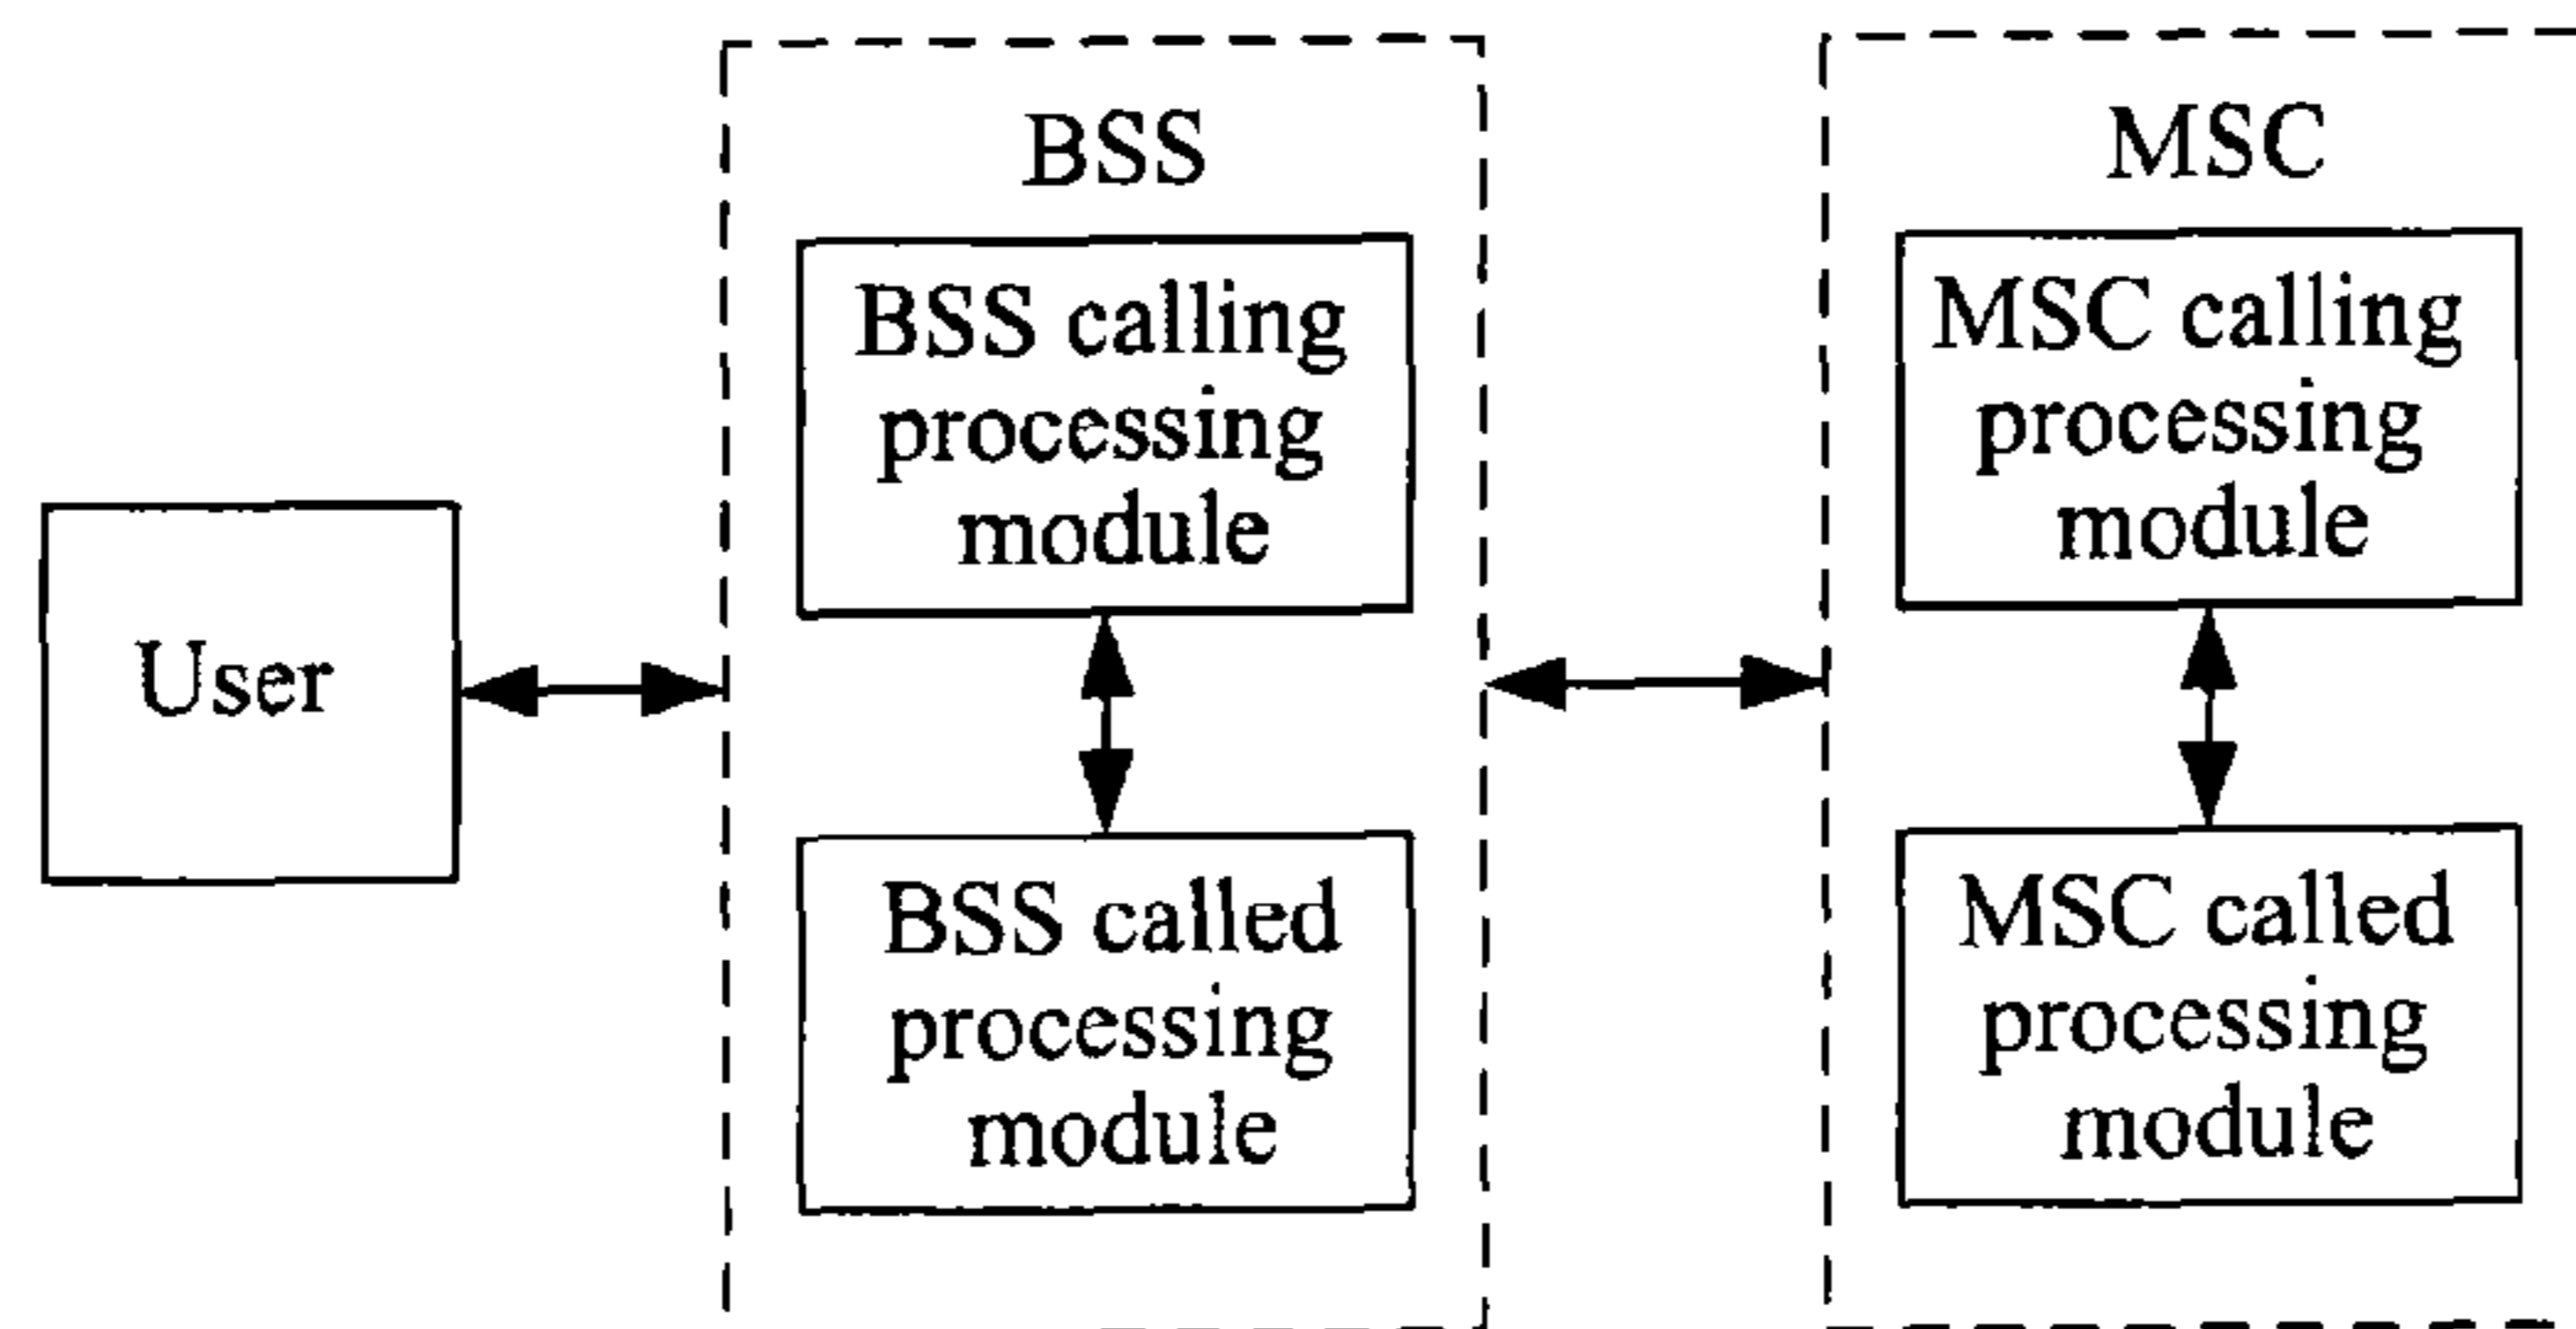 User
BSS
BSS calling
processing
module
BSS called
processing
module
MSC
MSC calling
processing
module
MSC called
processing
module